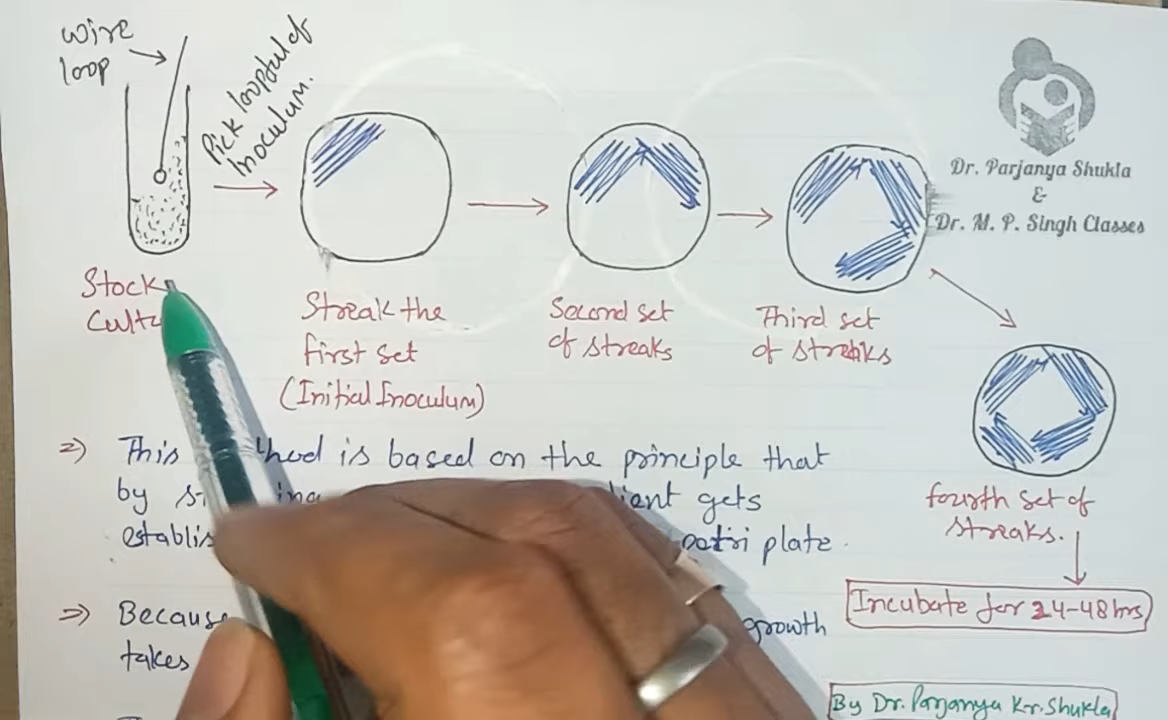 wire
loop
Pick loopful of
Inoculum.
Dr. Parjanya Shukla
&
Dr. M. P. Singh Classes
Stock
Streak the
first set
(Initial Inoculum)
Second set
of streaks
Third set
of streaks
fourth set of
streaks.
Incubate for 24-48 hrs
=) This is based on the principle that
by gets
petri plate.
=) Because growth
takes
By Dr. Parjanya Kr. Shukla